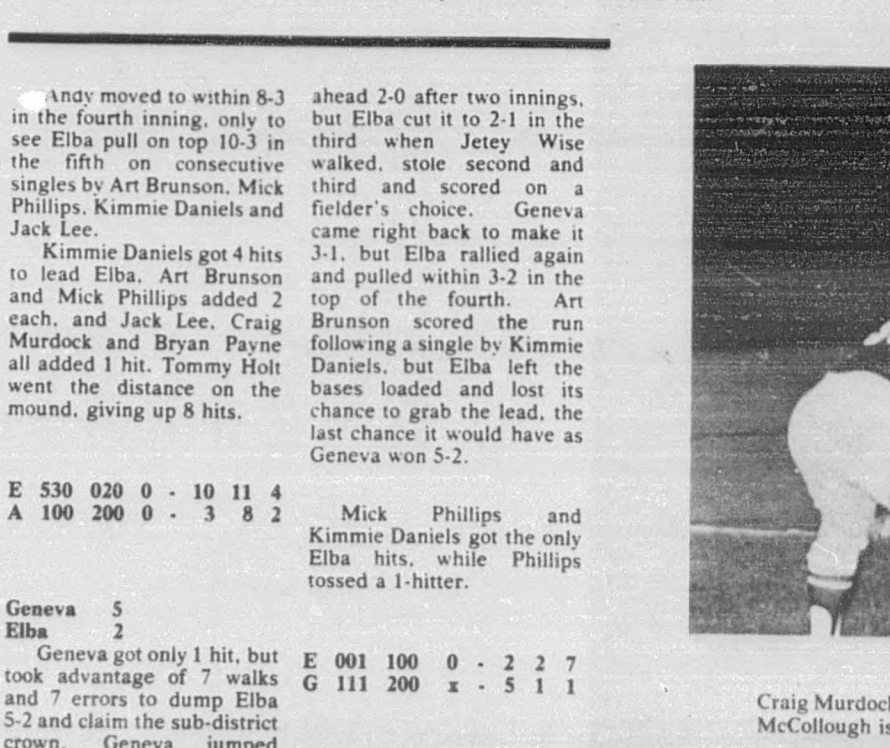 Andy moved to within 8-3
in the fourth inning, only to
see Elba pull on top 10-3 in
the fifth on consecutive
singles by Art Brunson, Mick
Phillips, Kimmie Daniels and
Jack Lee.
Kimmie Daniels got 4 hits
to lead Elba. Art Brunson
and Mick Phillips added 2
each, and Jack Lee, Craig
Murdock and Bryan Payne
all added 1 hit. Tommy Holt
went the distance on the
mound, giving up 8 hits.
E 530 020 0 - 10 11 4
A 100 200 0 - 3 8 2
Geneva 5
Elba 2
Geneva got only 1 hit, but
took advantage of 7 walks
and 7 errors to dump Elba
5-2 and claim the sub-district
crown. Geneva jumped
ahead 2-0 after two innings,
but Elba cut it to 2-1 in the
third when Jetey Wise
walked, stole second and
third and scored on a
fielder's choice. Geneva
came right back to make it
3-1, but Elba rallied again
and pulled within 3-2 in the
top of the fourth. Art
Brunson scored the run
following a single by Kimmie
Daniels, but Elba left the
bases loaded and lost its
chance to grab the lead, the
last chance it would have as
Geneva won 5-2.
Mick Phillips and
Kimmie Daniels got the only
Elba hits, while Phillips
tossed a 1-hitter.
E 001 100 0 - 2 2 7
G 111 200 x - 5 1 1
Craig Murdock
McCollough is